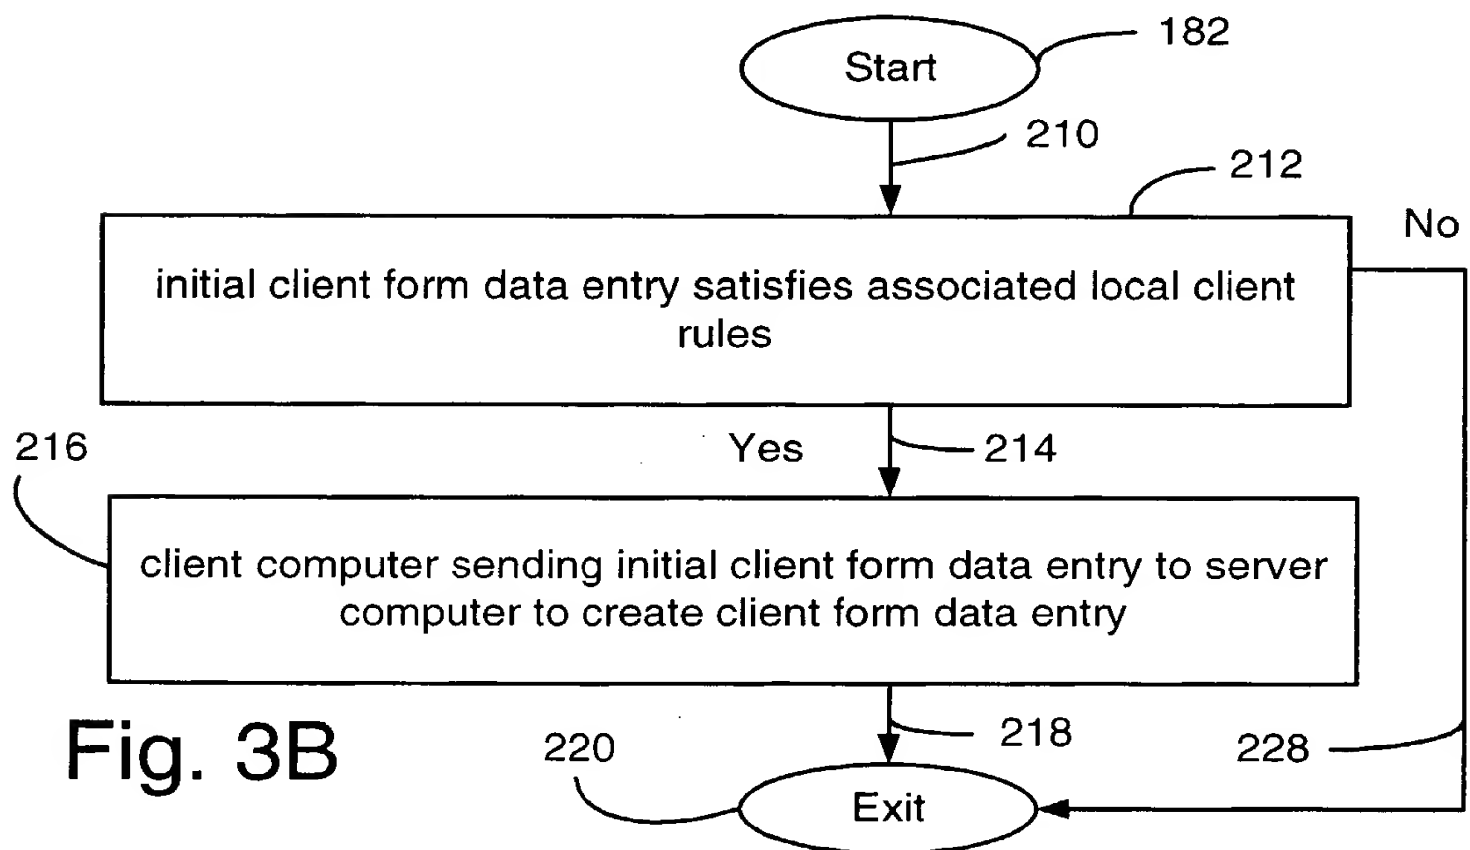 182
Start
210
212
No
initial client form data entry satisfies associated local client
rules
216
Yes
214
client computer sending initial client form data entry to server
computer to create client form data entry
Fig. 3B
220
218
228
Exit